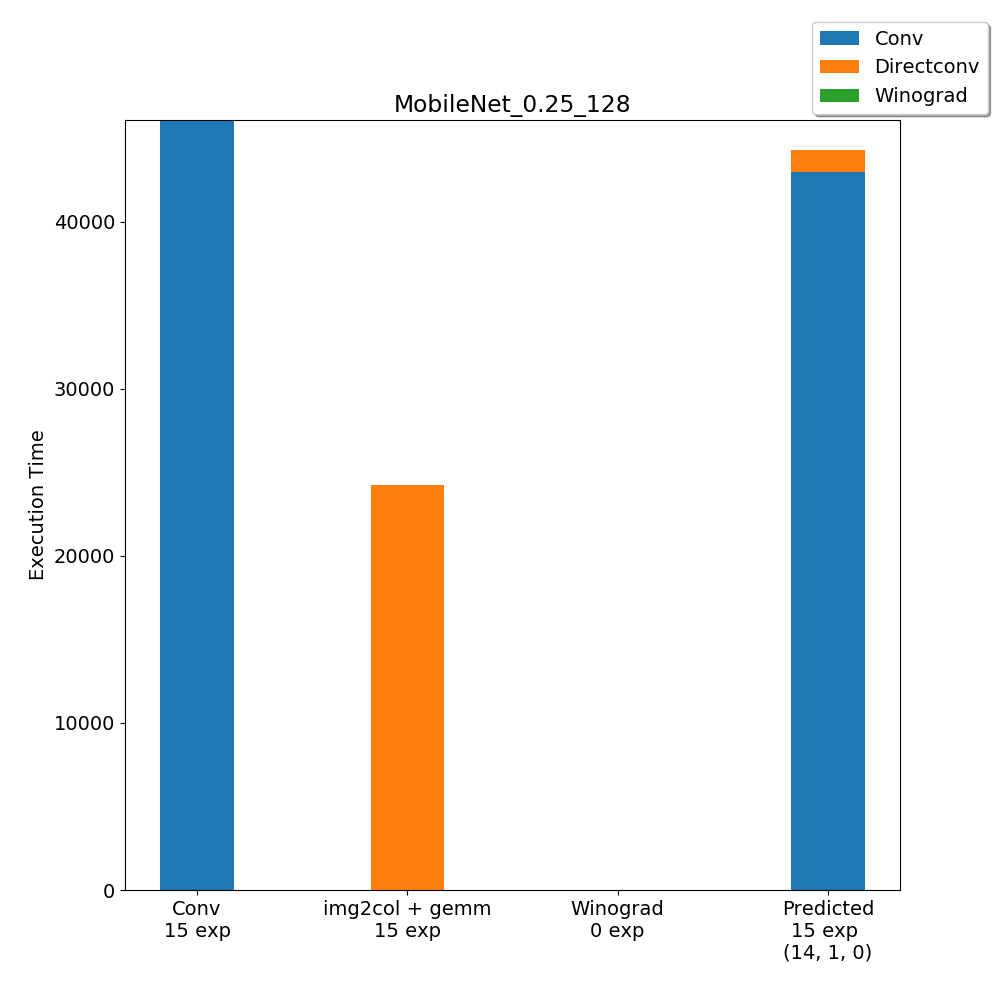 Conv
Directconv
Winograd
MobileNet_0.25_128
Execution Time
40000
30000
20000
10000
0
Conv
15 exp
img2col + gemm
15 exp
Winograd
0 exp
Predicted
15 exp
(14, 1, 0)